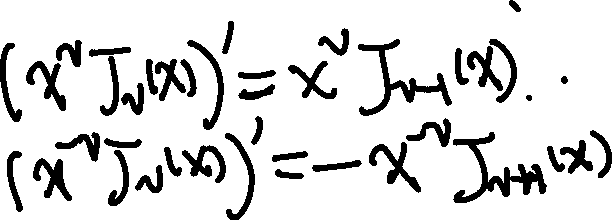 (x^ν J_ν(x))' = x^ν J_{ν-1}(x).
(x^{-ν} J_ν(x))' = -x^{-ν} J_{ν+1}(x)